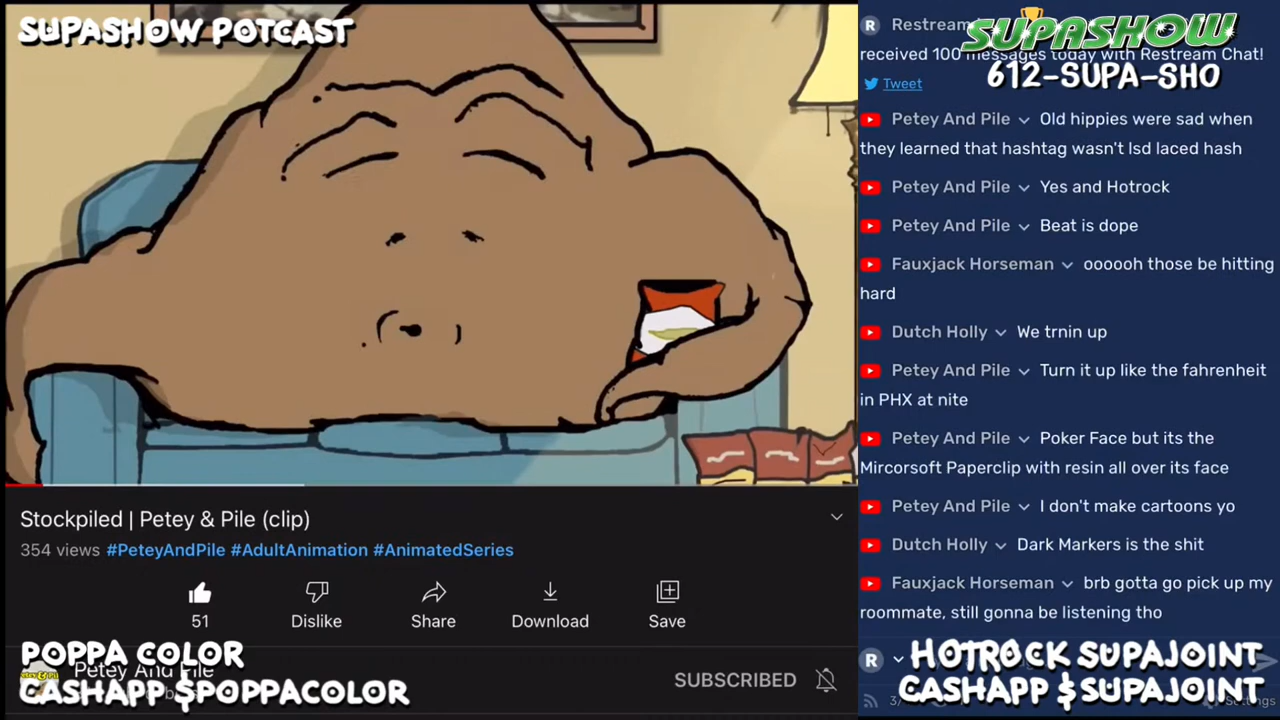 SUPASHOW POTCAST
Stockpiled | Petey & Pile (clip)
354 views #PeteyAndPile #AdultAnimation #AnimatedSeries
51 Dislike Share Download Save
POPPA COLOR
Petey And Pile
CASHAPP $POPPACOLOR
SUBSCRIBED
Restream
SUPASHOW
received 100 messages today with Restream Chat!
612-SUPA-SHO
Tweet
Petey And Pile Old hippies were sad when
they learned that hashtag wasn't lsd laced hash
Petey And Pile Yes and Hotrock
Petey And Pile Beat is dope
Fauxjack Horseman oooooh those be hitting
hard
Dutch Holly We trnin up
Petey And Pile Turn it up like the fahrenheit
in PHX at nite
Petey And Pile Poker Face but its the
Mircorsoft Paperclip with resin all over its face
Petey And Pile I don't make cartoons yo
Dutch Holly Dark Markers is the shit
Fauxjack Horseman brb gotta go pick up my
roommate, still gonna be listening tho
HOTROCK SUPAJOINT
CASHAPP $SUPAJOINT
Settings